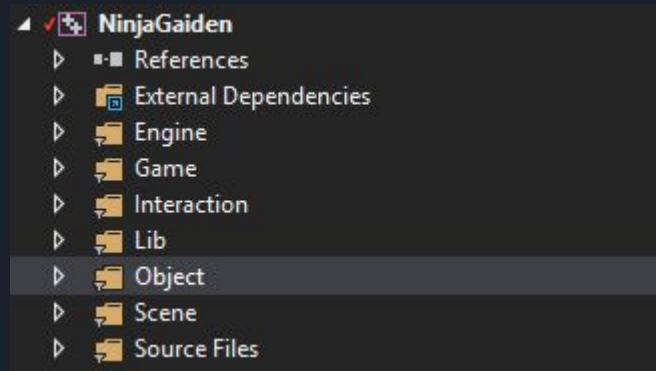 NinjaGaiden
References
External Dependencies
Engine
Game
Interaction
Lib
Object
Scene
Source Files